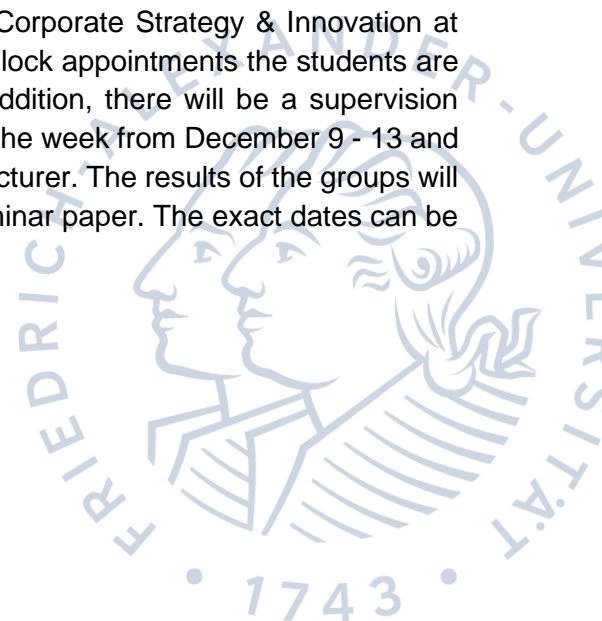 Corporate Strategy & Innovation at
lock appointments the students are
ddition, there will be a supervision
he week from December 9 - 13 and
cturer. The results of the groups will
ninar paper. The exact dates can be
FRIEDRICH-ALEXANDER-UNIVERSITÄT
• 1743 •